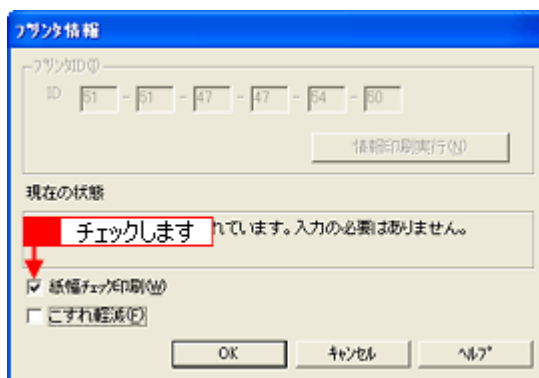 プリンタ情報
プリンタID(I)
ID 51 - 51 - 47 - 47 - 54 - 50
情報印刷実行(N)
現在の状態
チェックします れています。入力の必要はありません。
紙幅チェック印刷(W)
こすれ軽減(F)
OK キャンセル ヘルプ